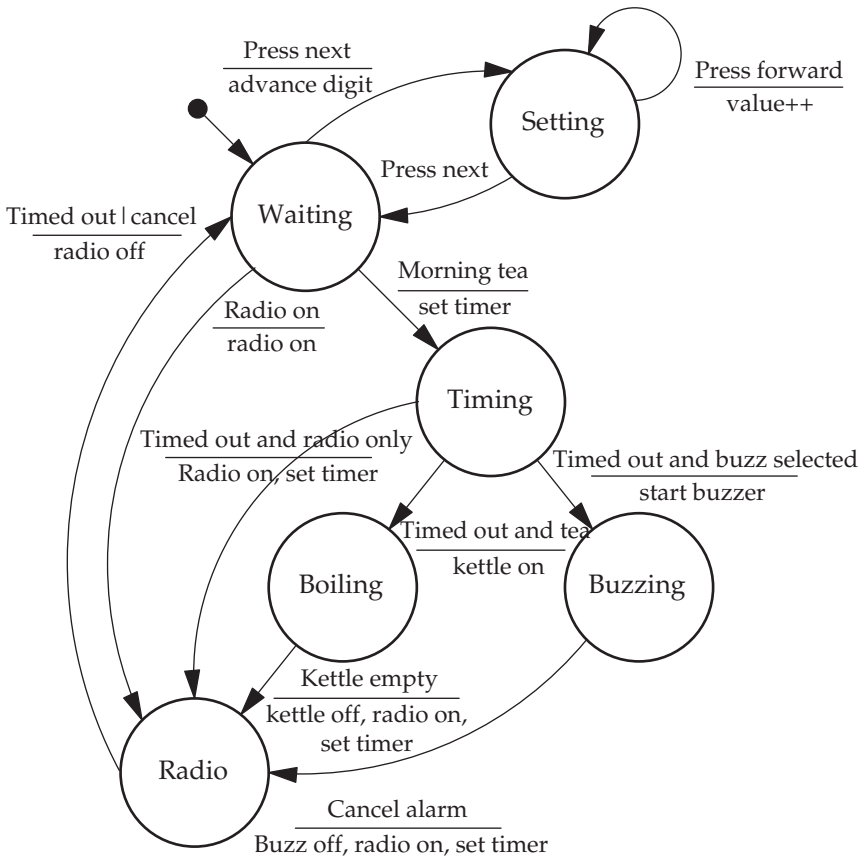 Press next
advance digit
Press forward
value++
Setting
Press next
Waiting
Timed out|cancel
radio off
Morning tea
set timer
Radio on
radio on
Timing
Timed out and radio only
Radio on, set timer
Timed out and buzz selected
start buzzer
Timed out and tea
kettle on
Boiling
Buzzing
Kettle empty
kettle off, radio on,
set timer
Radio
Cancel alarm
Buzz off, radio on, set timer